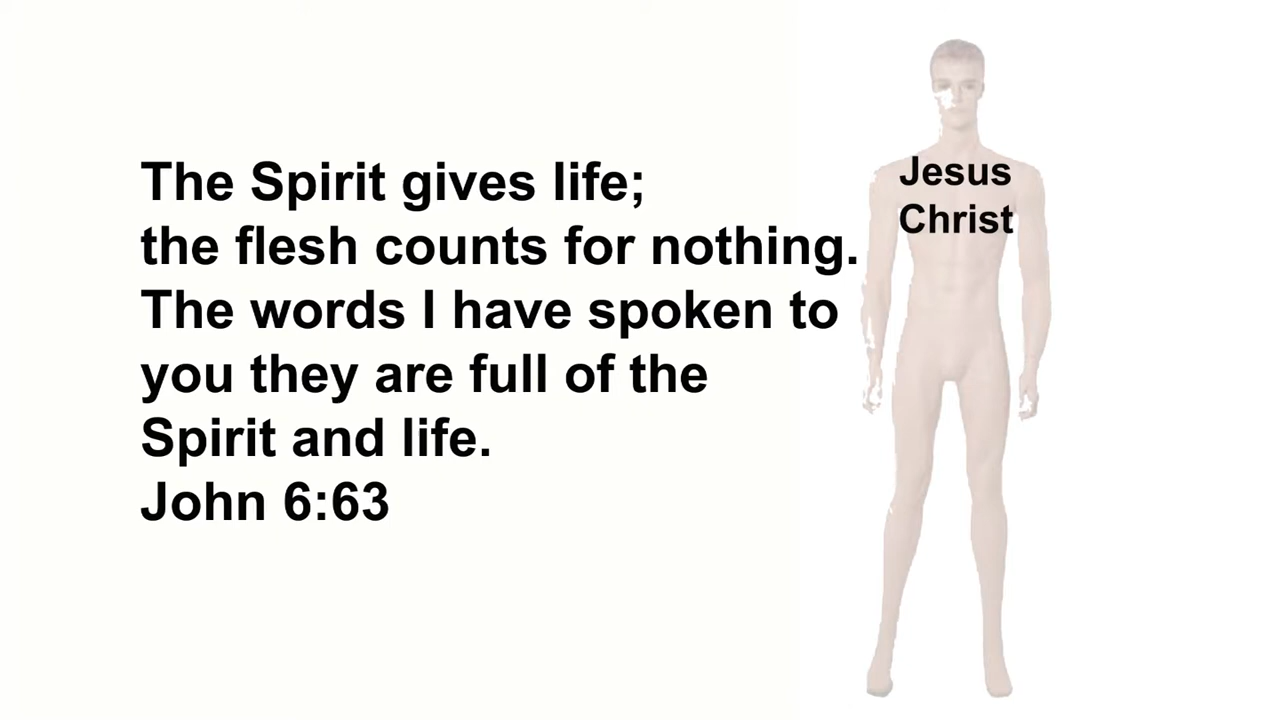 The Spirit gives life;
the flesh counts for nothing.
The words I have spoken to
you they are full of the
Spirit and life.
John 6:63
Jesus
Christ